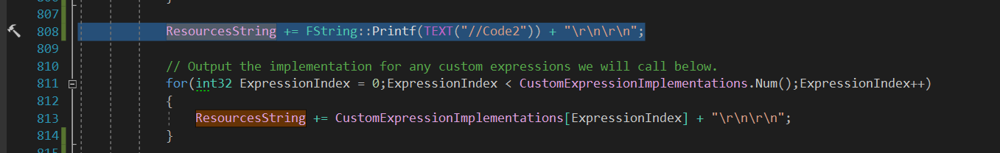 807
808 ResourcesString += FString::Printf(TEXT("//Code2")) + "\r\n\r\n";
809
810 // Output the implementation for any custom expressions we will call below.
811 for(int32 ExpressionIndex = 0;ExpressionIndex < CustomExpressionImplementations.Num();ExpressionIndex++)
812 {
813 ResourcesString += CustomExpressionImplementations[ExpressionIndex] + "\r\n\r\n";
814 }